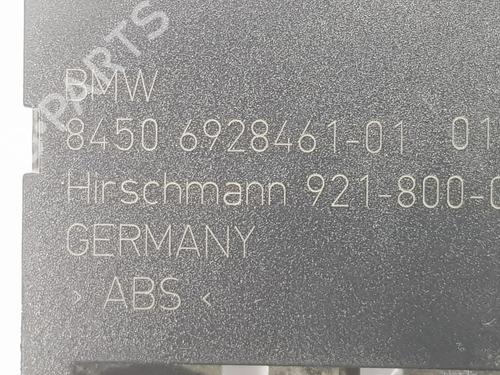 BMW
8450 6928461-01 01
Hirschmann 921-800-0
GERMANY
> ABS <